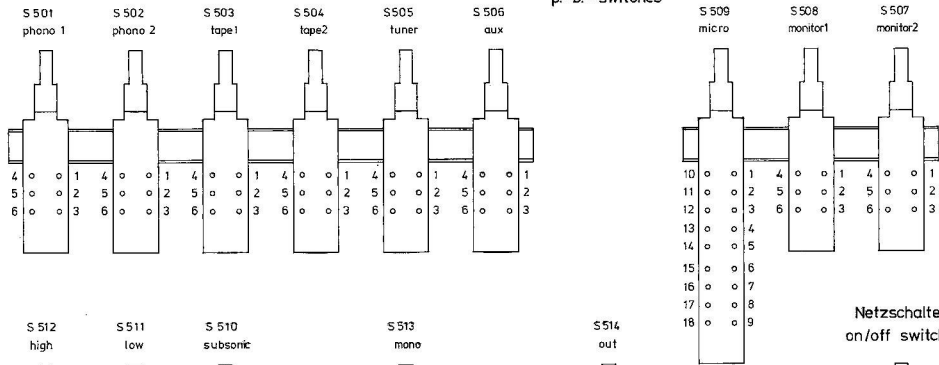 p. b. switches
S 501 S 502 S 503 S 504 S 505 S 506 S 509 S 508 S 507
phono 1 phono 2 tape1 tape2 tuner aux micro monitor1 monitor2
4 1 4 1 4 1 4 1 4 1 4 1 10 1 4 1 4 1
5 2 5 2 5 2 5 2 5 2 5 2 11 2 5 2 5 2
6 3 6 3 6 3 6 3 6 3 6 3 12 3 6 3 6 3
13 4
14 5
15 6
16 7
17 8
18 9
Netzschalte
on/off switch
S 512 S 511 S 510 S 513 S 514
high low subsonic mono out